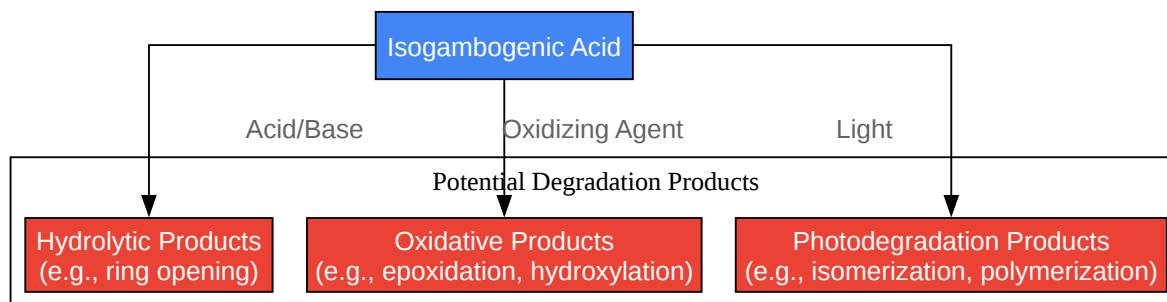 Isogambogenic Acid
Acid/Base
Oxidizing Agent
Light
Potential Degradation Products
Hydrolytic Products
(e.g., ring opening)
Oxidative Products
(e.g., epoxidation, hydroxylation)
Photodegradation Products
(e.g., isomerization, polymerization)